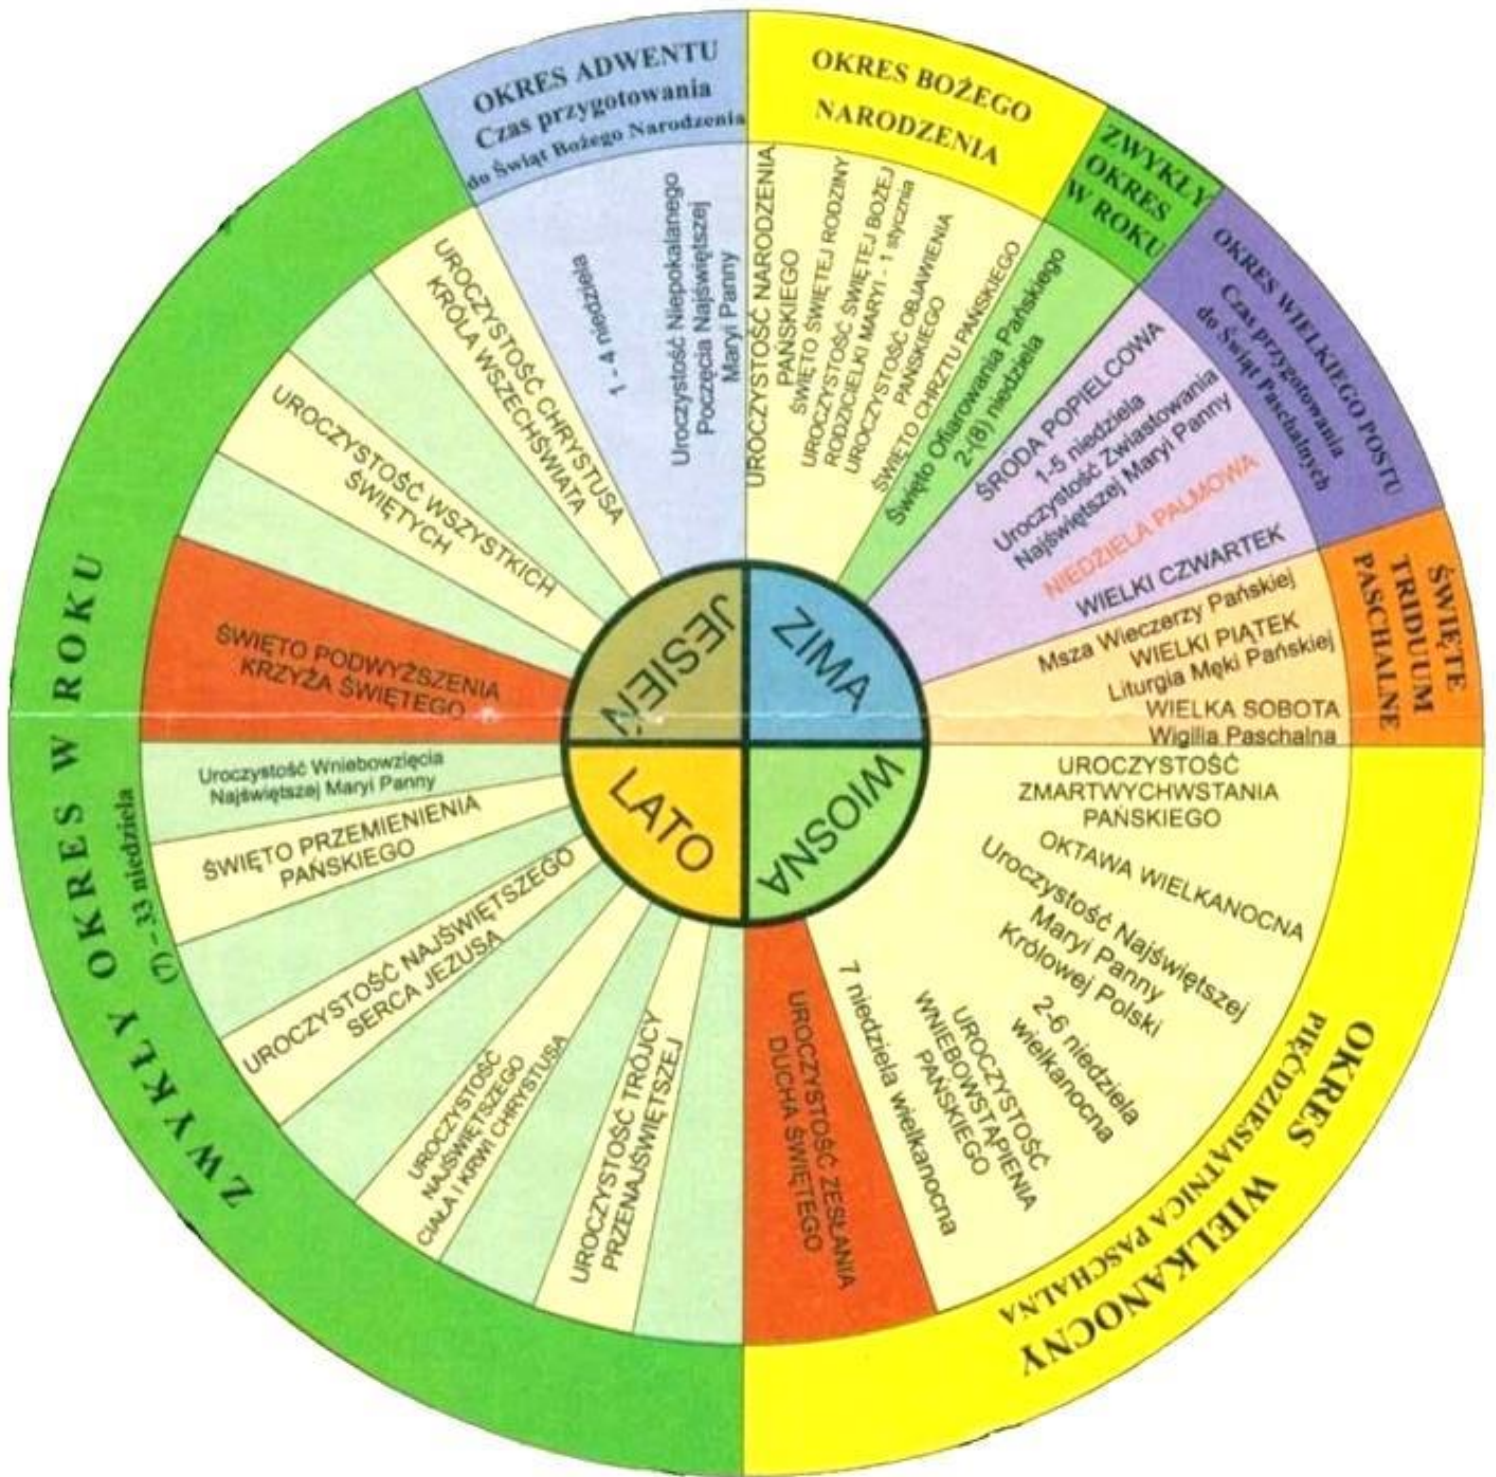 OKRES ADWENTU
Czas przygotowania
do Świąt Bożego Narodzenia
1 - 4 niedziela
Uroczystość Niepokalanego
Poczęcia Najświętszej
Maryi Panny
OKRES BOŻEGO
NARODZENIA
UROCZYSTOŚĆ NARODZENIA
PAŃSKIEGO
ŚWIĘTO ŚWIĘTEJ RODZINY
UROCZYSTOŚĆ ŚWIĘTEJ BOŻEJ
RODZICIELKI MARYI - 1 stycznia
UROCZYSTOŚĆ OBJAWIENIA
PAŃSKIEGO
ŚWIĘTO CHRZTU PAŃSKIEGO
ZWYKŁY
OKRES
W ROKU
Święto Ofiarowania Pańskiego
2-(8) niedziela
OKRES WIELKIEGO POSTU
Czas przygotowania
do Świąt Paschalnych
ŚRODA POPIELCOWA
1-5 niedziela
Uroczystość Zwiastowania
Najświętszej Maryi Panny
NIEDZIELA PALMOWA
WIELKI CZWARTEK
ŚWIĘTE
TRIDUUM
PASCHALNE
Msza Wieczerzy Pańskiej
WIELKI PIĄTEK
Liturgia Męki Pańskiej
WIELKA SOBOTA
Wigilia Paschalna
OKRES WIELKANOCNY
PIĘĆDZIESIĄTNICA PASCHALNA
UROCZYSTOŚĆ
ZMARTWYCHWSTANIA
PAŃSKIEGO
OKTAWA WIELKANOCNA
Uroczystość Najświętszej
Maryi Panny
Królowej Polski
2-6 niedziela
wielkanocna
UROCZYSTOŚĆ
WNIEBOWSTĄPIENIA
PAŃSKIEGO
7 niedziela wielkanocna
UROCZYSTOŚĆ ZESŁANIA
DUCHA ŚWIĘTEGO
ZWYKŁY OKRES W ROKU
(7) - 33 niedziela
UROCZYSTOŚĆ TRÓJCY
PRZENAJŚWIĘTSZEJ
UROCZYSTOŚĆ
NAJŚWIĘTSZEGO
CIAŁA I KRWI CHRYSTUSA
UROCZYSTOŚĆ NAJŚWIĘTSZEGO
SERCA JEZUSA
ŚWIĘTO PRZEMIENIENIA
PAŃSKIEGO
Uroczystość Wniebowzięcia
Najświętszej Maryi Panny
ŚWIĘTO PODWYŻSZENIA
KRZYŻA ŚWIĘTEGO
UROCZYSTOŚĆ WSZYSTKICH
ŚWIĘTYCH
UROCZYSTOŚĆ CHRYSTUSA
KRÓLA WSZECHŚWIATA
JESIEŃ
ZIMA
LATO
WIOSNA